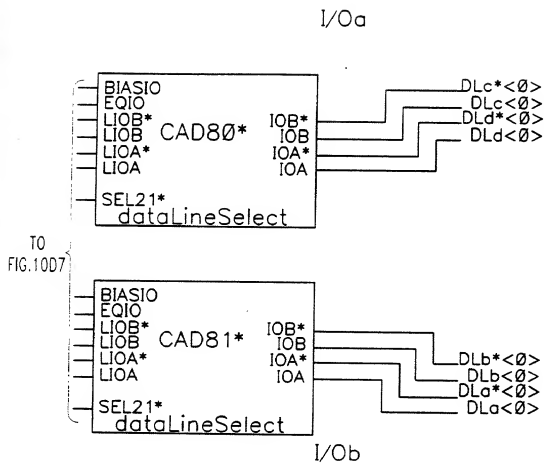 I/Oa
BIASIO
EQIO
LIOB*
LIOB
LIOA*
LIOA
SEL21*
CAD8Ø*
IOB*
IOB
IOA*
IOA
dataLineSelect
DLc*<Ø>
DLc<Ø>
DLd*<Ø>
DLd<Ø>
TO
FIG.10D7
BIASIO
EQIO
LIOB*
LIOB
LIOA*
LIOA
SEL21*
CAD81*
IOB*
IOB
IOA*
IOA
dataLineSelect
DLb*<Ø>
DLb<Ø>
DLa*<Ø>
DLa<Ø>
I/Ob